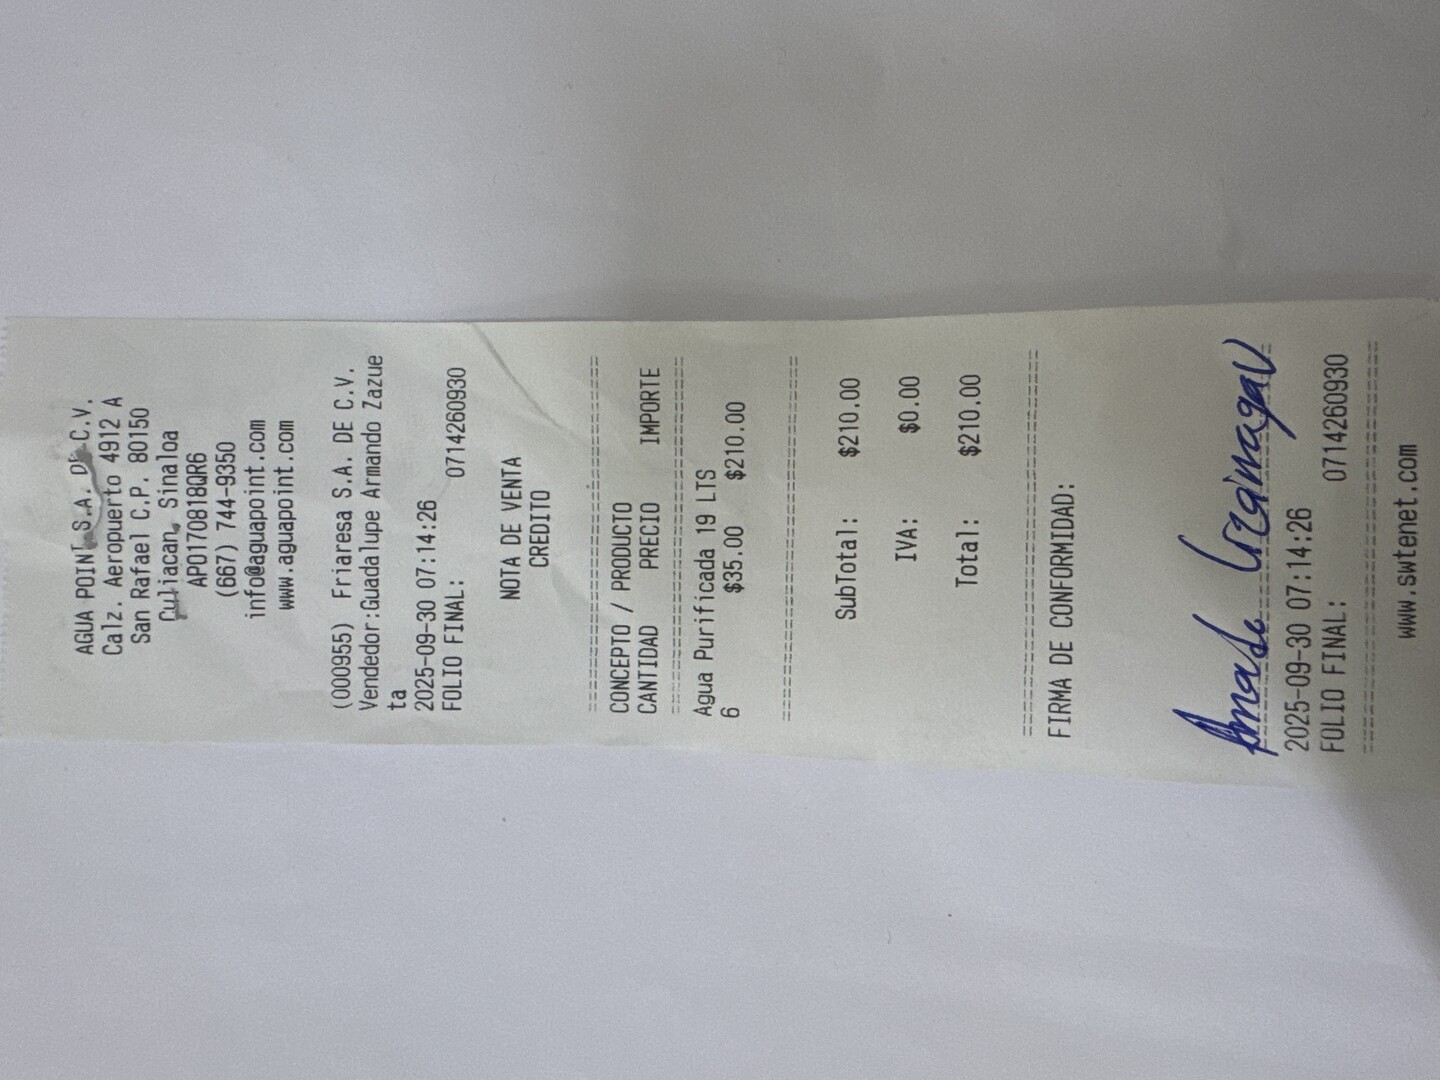 AGUA POINT S.A. DE C.V.
Calz. Aeropuerto 4912 A
San Rafael C.P. 80150
Culiacan, Sinaloa
APO170818QR6
(667) 744-9350
info@aguapoint.com
www.aguapoint.com
(000955) Friaresa S.A. DE C.V.
Vendedor:Guadalupe Armando Zazue
ta
2025-09-30 07:14:26
FOLIO FINAL: 0714260930
NOTA DE VENTA
CREDITO
CONCEPTO / PRODUCTO
CANTIDAD PRECIO IMPORTE
Agua Purificada 19 LTS
6 $35.00 $210.00
SubTotal: $210.00
IVA: $0.00
Total: $210.00
FIRMA DE CONFORMIDAD:
2025-09-30 07:14:26
FOLIO FINAL: 0714260930
www.swtenet.com